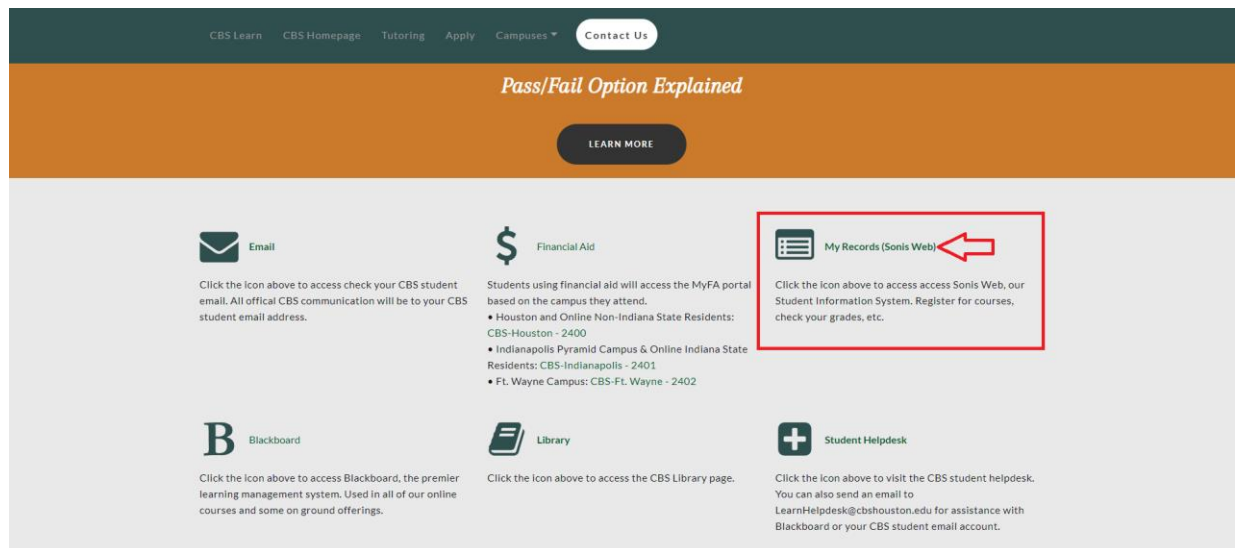 CBS Learn CBS Homepage Tutoring Apply Campuses Contact Us
Pass/Fail Option Explained
LEARN MORE
Email
Click the icon above to access check your CBS student
email. All offical CBS communication will be to your CBS
student email address.
Financial Aid
Students using financial aid will access the MyFA portal
based on the campus they attend.
• Houston and Online Non-Indiana State Residents:
CBS-Houston - 2400
• Indianapolis Pyramid Campus & Online Indiana State
Residents: CBS-Indianapolis - 2401
• Ft. Wayne Campus: CBS-Ft. Wayne - 2402
My Records (Sonis Web)
Click the icon above to access access Sonis Web, our
Student Information System. Register for courses,
check your grades, etc.
B Blackboard
Click the icon above to access Blackboard, the premier
learning management system. Used in all of our online
courses and some on ground offerings.
Library
Click the icon above to access the CBS Library page.
Student Helpdesk
Click the icon above to visit the CBS student helpdesk.
You can also send an email to
LearnHelpdesk@cbshouston.edu for assistance with
Blackboard or your CBS student email account.